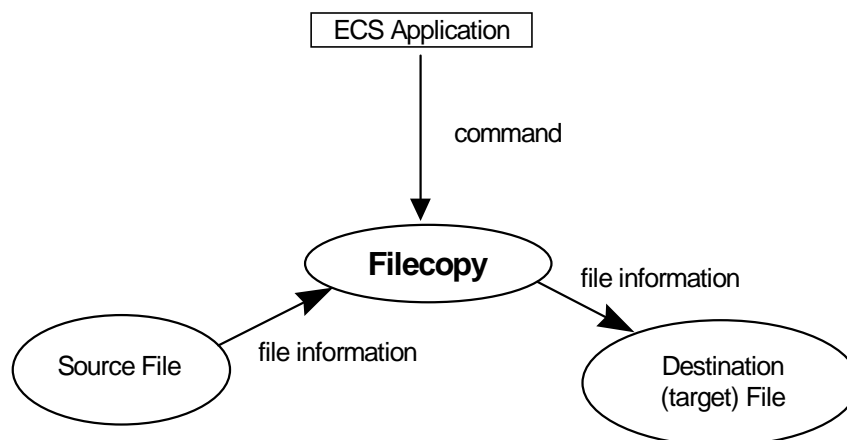 ECS Application
command
Filecopy
file information
Source File
file information
Destination
(target) File